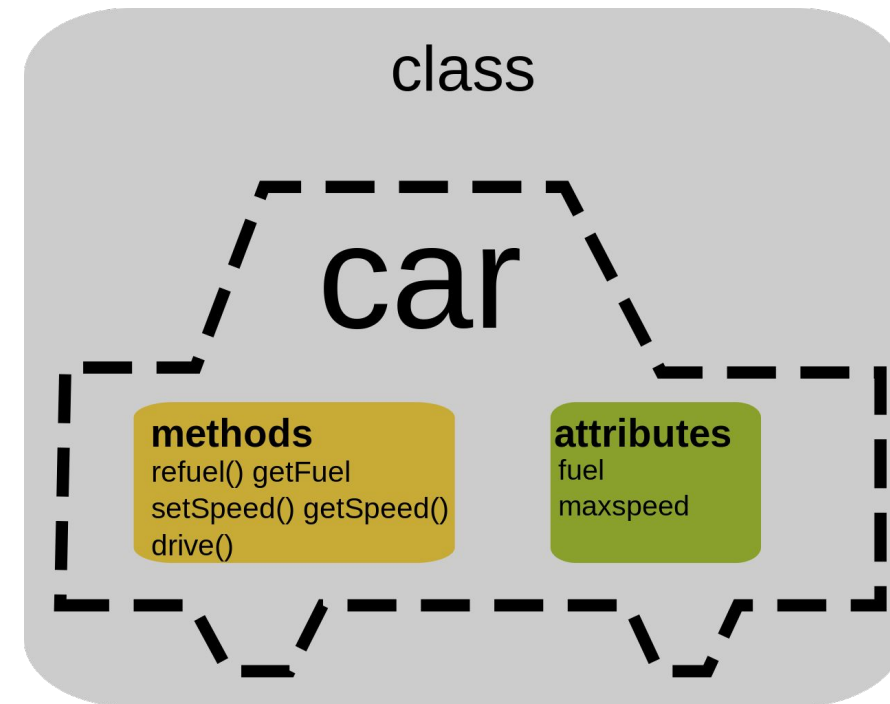 class
car
methods
refuel() getFuel
setSpeed() getSpeed()
drive()
attributes
fuel
maxspeed